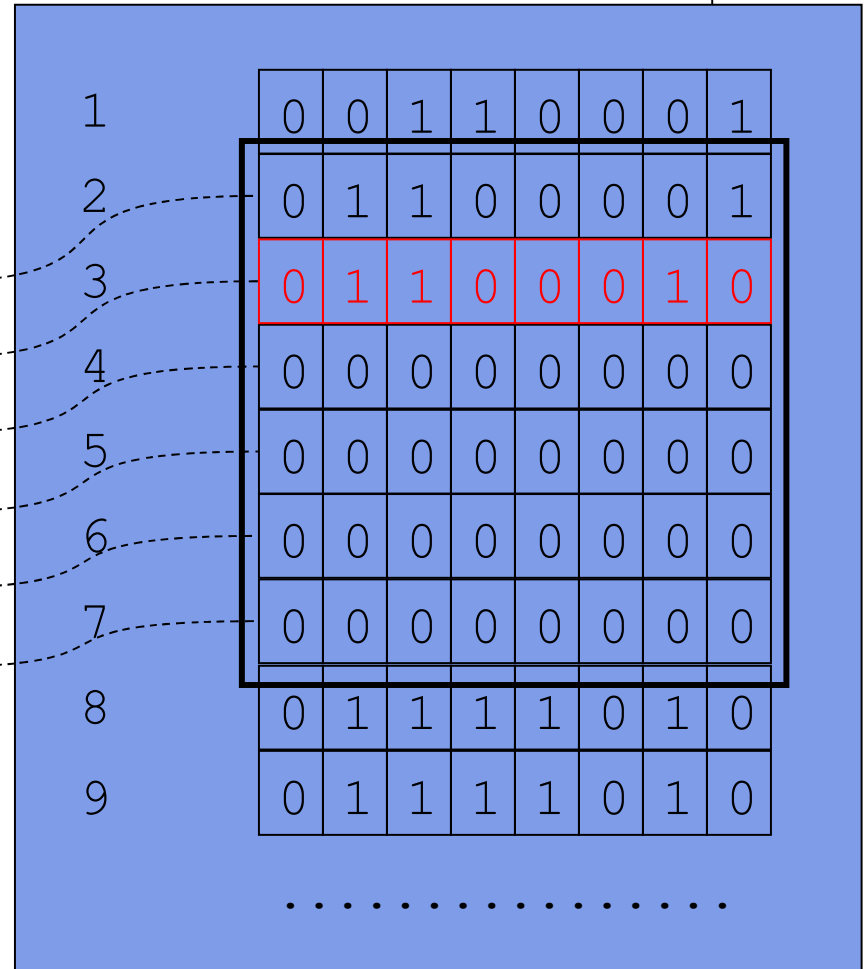 1 0 0 1 1 0 0 0 1
2 0 1 1 0 0 0 0 1
3 0 1 1 0 0 0 1 0
4 0 0 0 0 0 0 0 0
5 0 0 0 0 0 0 0 0
6 0 0 0 0 0 0 0 0
7 0 0 0 0 0 0 0 0
8 0 1 1 1 1 0 1 0
9 0 1 1 1 1 0 1 0
. . . . . . . . . . . . . . . .